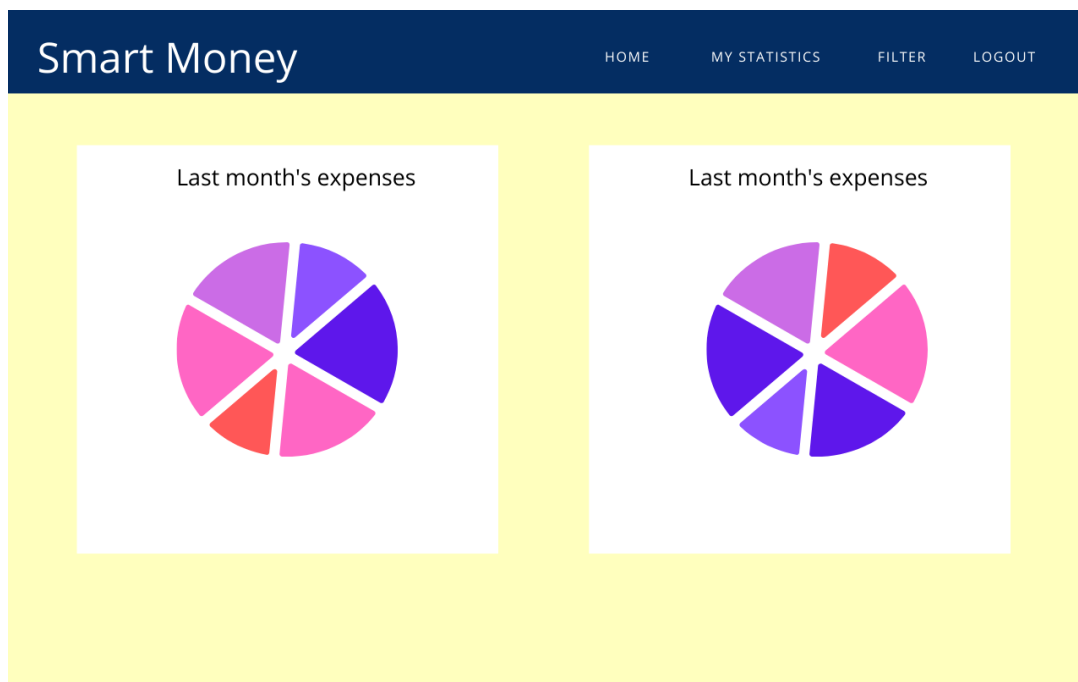 Smart Money
HOME MY STATISTICS FILTER LOGOUT
Last month's expenses
Last month's expenses